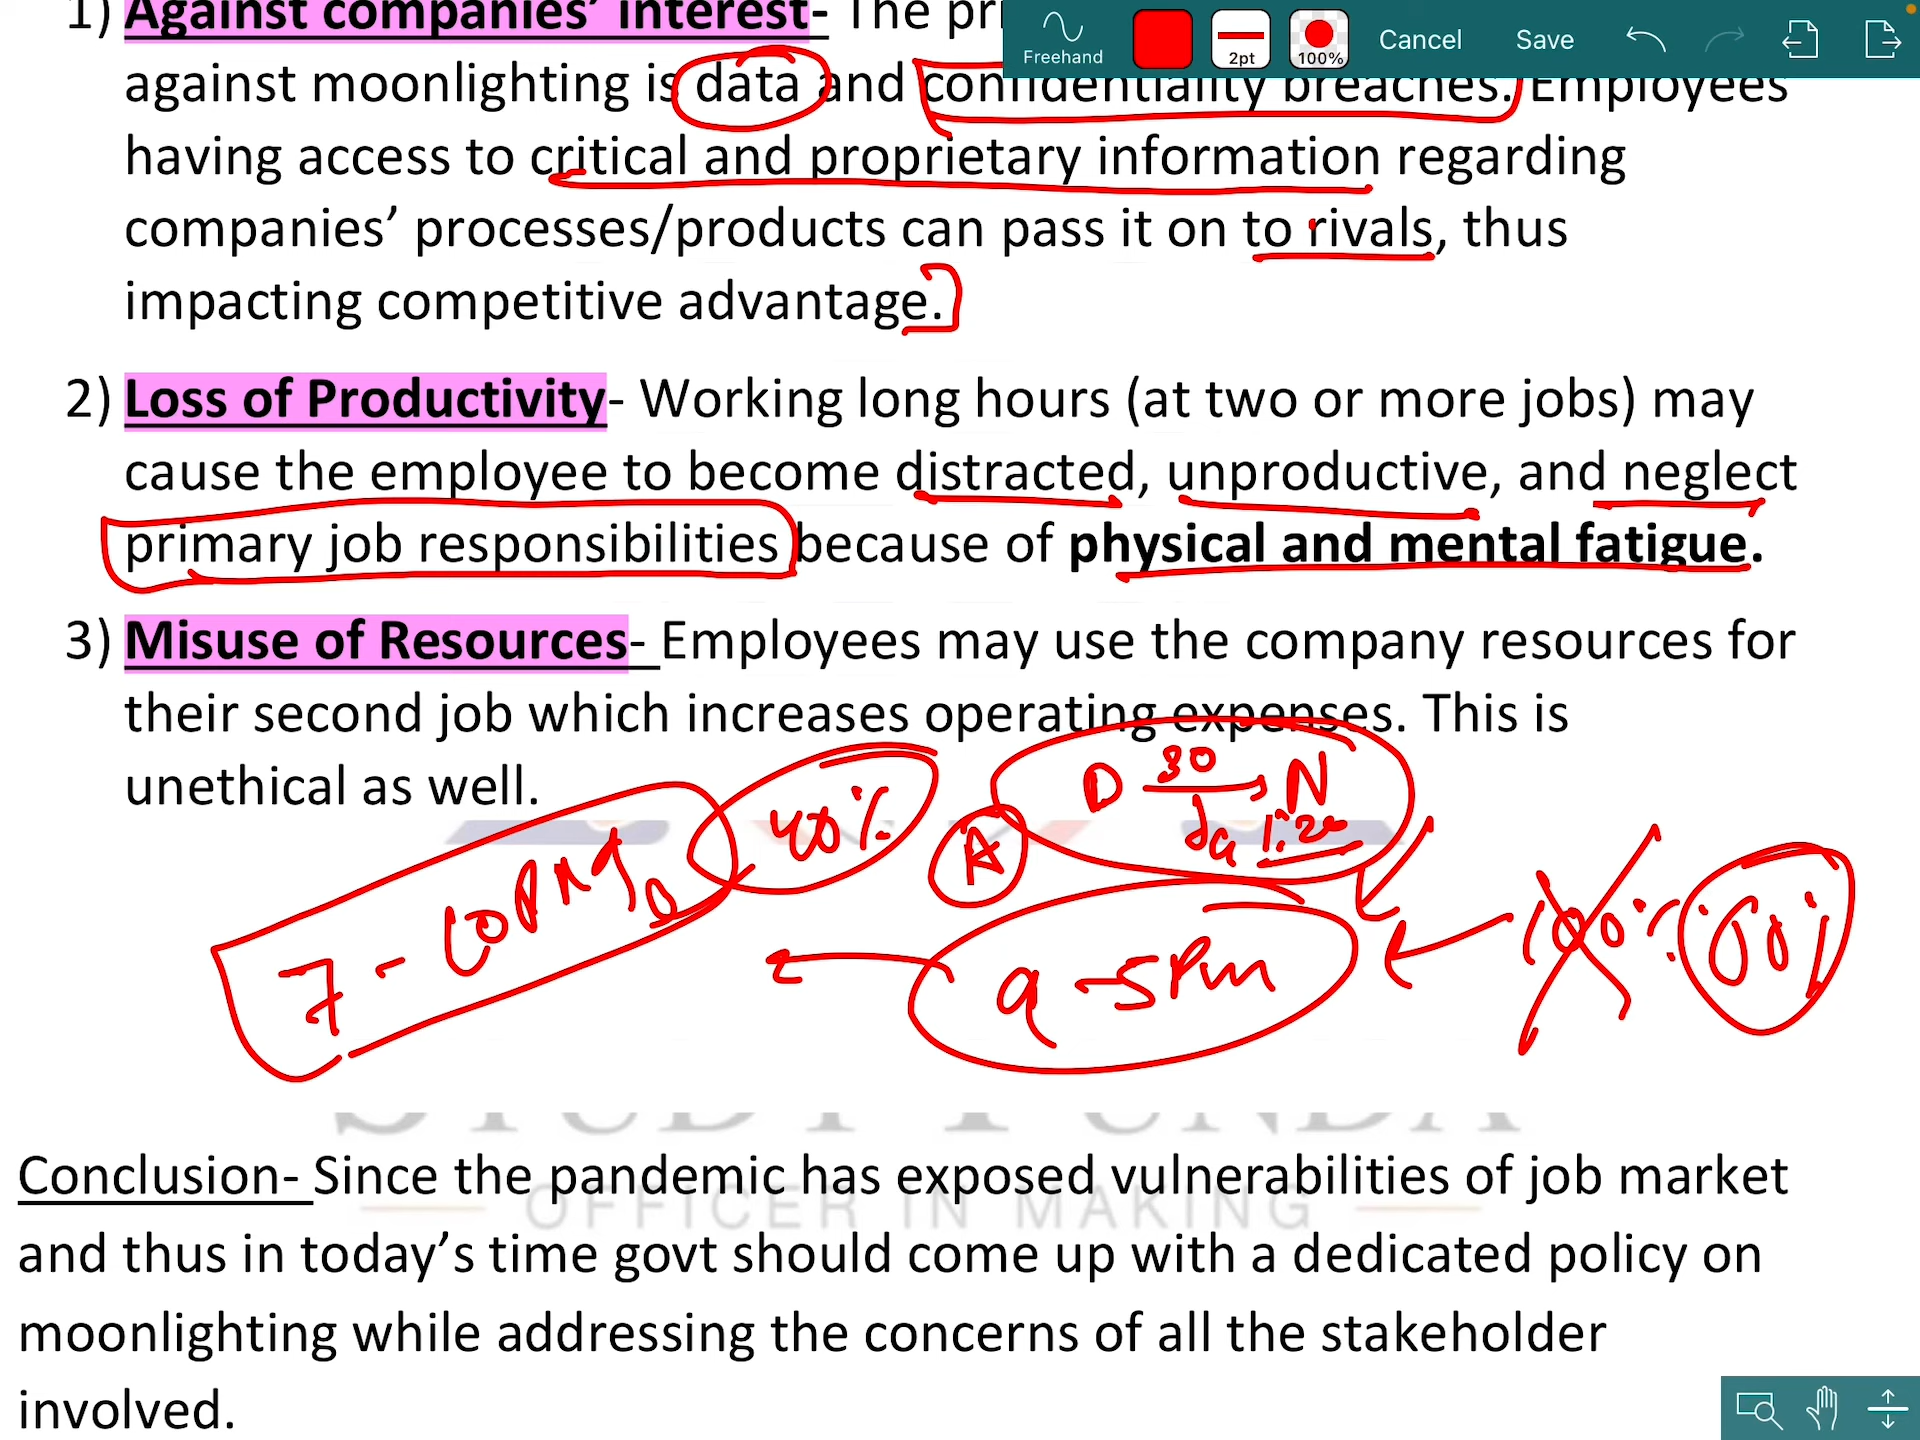 1) Against companies' interest- The pri
Freehand
2pt
100%
Cancel
Save
against moonlighting is data and confidentiality breaches. Employees
having access to critical and proprietary information regarding
companies' processes/products can pass it on to rivals, thus
impacting competitive advantage.
2) Loss of Productivity- Working long hours (at two or more jobs) may
cause the employee to become distracted, unproductive, and neglect
primary job responsibilities because of physical and mental fatigue.
3) Misuse of Resources- Employees may use the company resources for
their second job which increases operating expenses. This is
unethical as well.
D 30 N
40%
A
100%
9-5 PM
7-
OFFICER IN MAKING
Conclusion- Since the pandemic has exposed vulnerabilities of job market
and thus in today's time govt should come up with a dedicated policy on
moonlighting while addressing the concerns of all the stakeholder
involved.